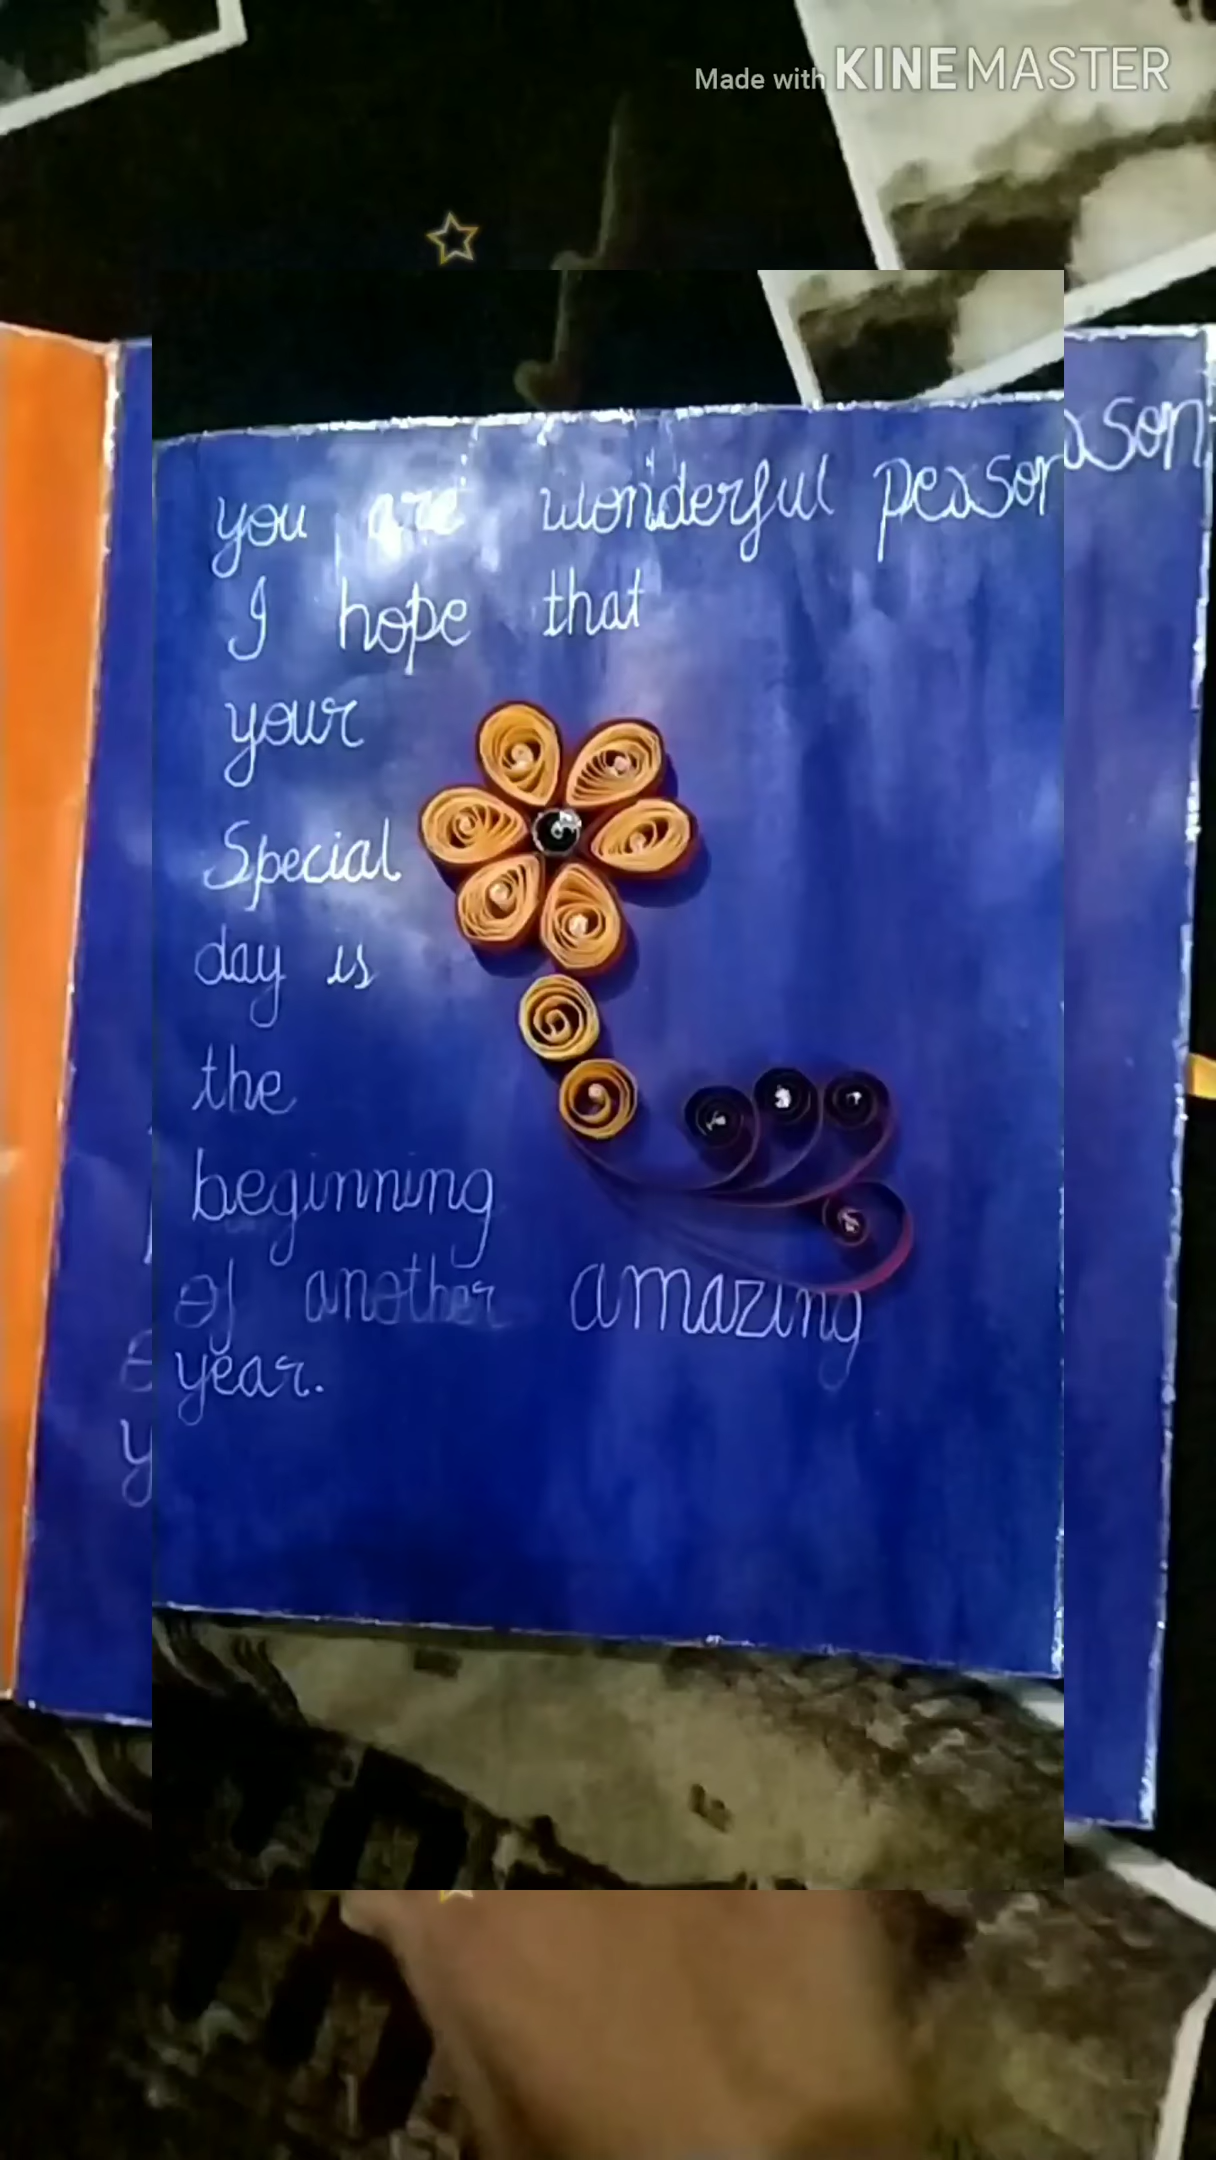 Made with KINEMASTER
you are wonderful person
I hope that
your
Special
day is
the
beginning
of another amazing
year.